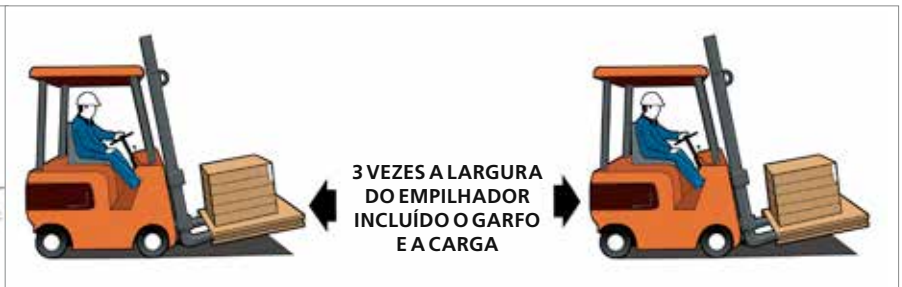 3 VEZES A LARGURA
DO EMPILHADOR
INCLUÍDO O GARFO
E A CARGA